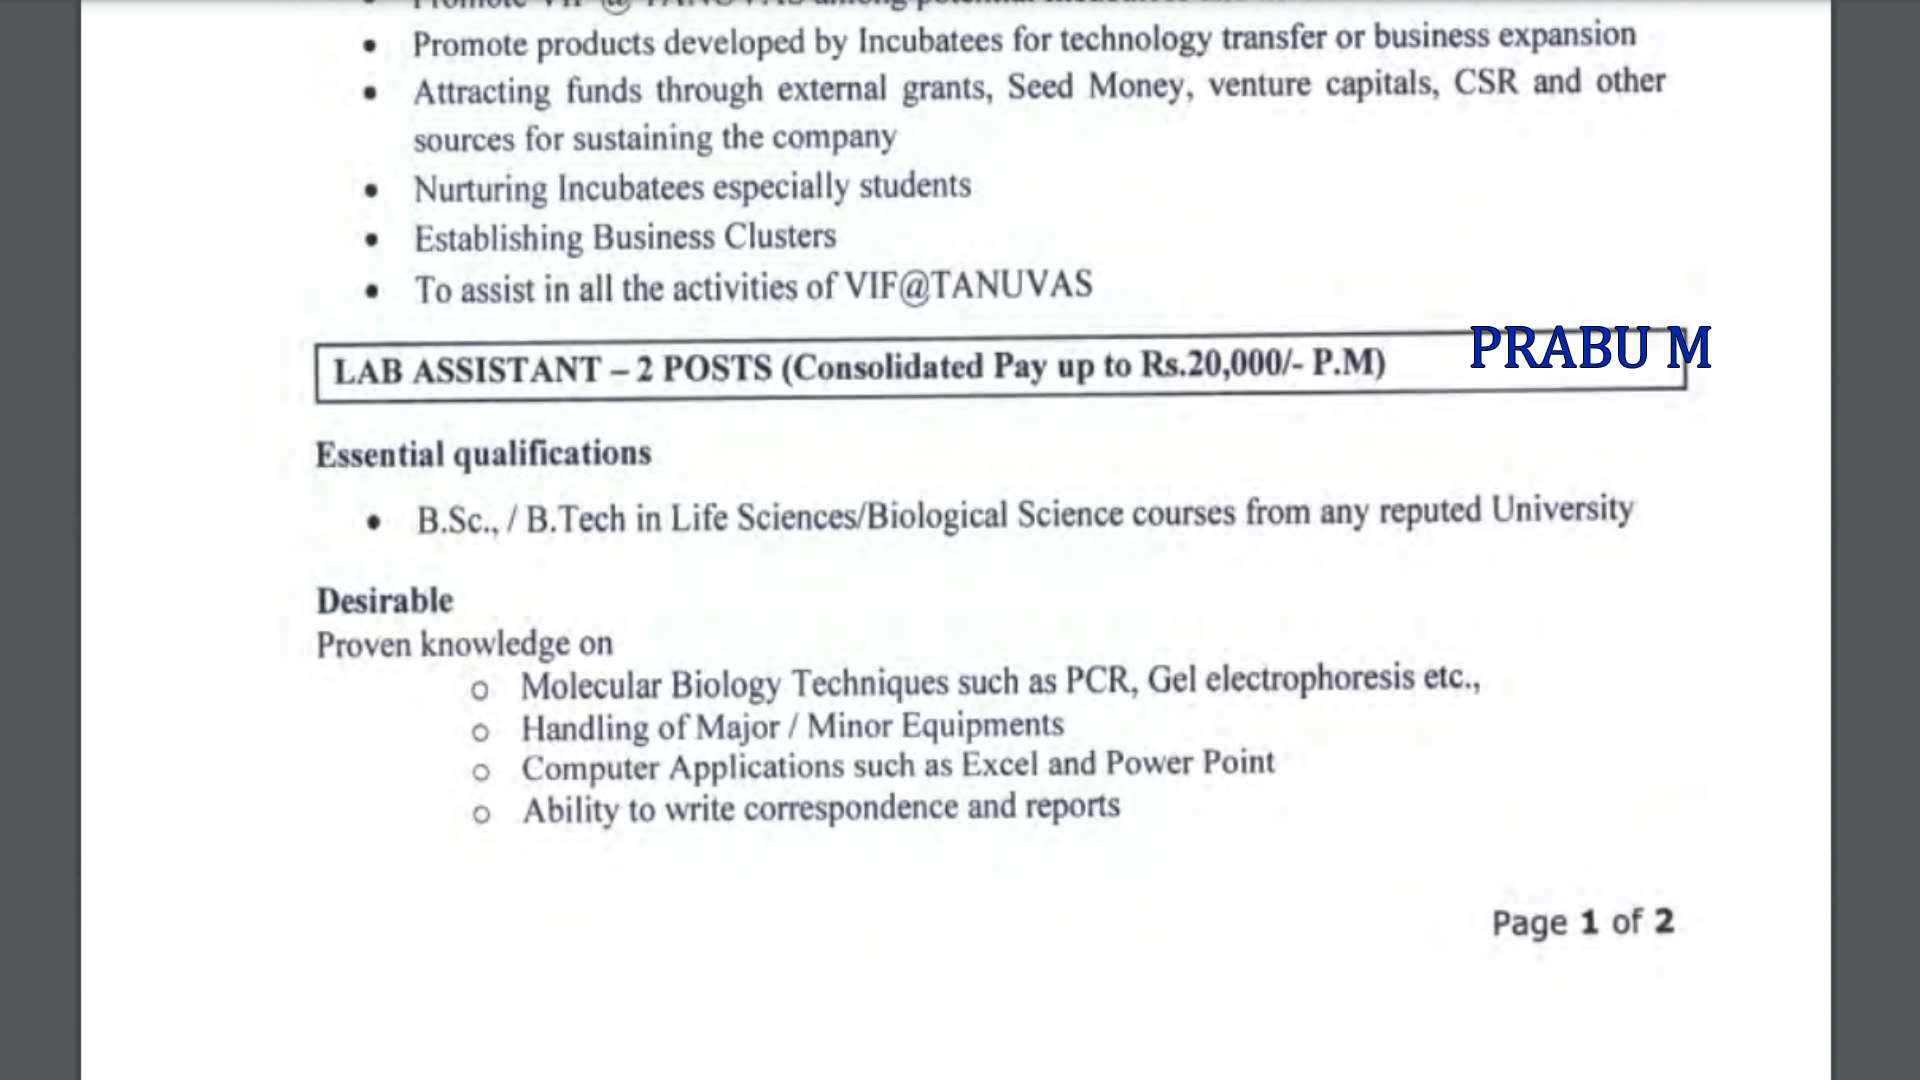 Promote products developed by Incubatees for technology transfer or business expansion
Attracting funds through external grants, Seed Money, venture capitals, CSR and other
sources for sustaining the company
Nurturing Incubatees especially students
Establishing Business Clusters
To assist in all the activities of VIF@TANUVAS
LAB ASSISTANT – 2 POSTS (Consolidated Pay up to Rs.20,000/- P.M)
PRABU M
Essential qualifications
B.Sc., / B.Tech in Life Sciences/Biological Science courses from any reputed University
Desirable
Proven knowledge on
Molecular Biology Techniques such as PCR, Gel electrophoresis etc.,
Handling of Major / Minor Equipments
Computer Applications such as Excel and Power Point
Ability to write correspondence and reports
Page 1 of 2